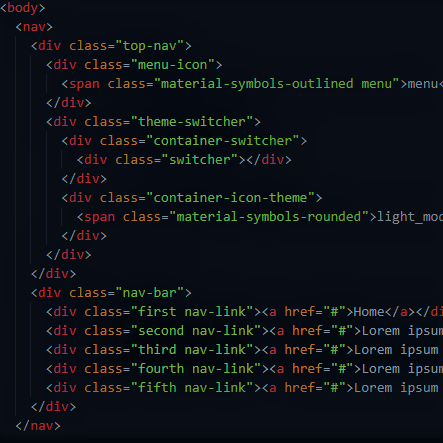 <body>
<nav>
<div class="top-nav">
<div class="menu-icon">
<span class="material-symbols-outlined menu">menu<
</div>
<div class="theme-switcher">
<div class="container-switcher">
<div class="switcher"></div>
</div>
<div class="container-icon-theme">
<span class="material-symbols-rounded">light_mod
</div>
</div>
</div>
<div class="nav-bar">
<div class="first nav-link"><a href="#">Home</a></di
<div class="second nav-link"><a href="#">Lorem ipsum
<div class="third nav-link"><a href="#">Lorem ipsum
<div class="fourth nav-link"><a href="#">Lorem ipsum
<div class="fifth nav-link"><a href="#">Lorem ipsum
</div>
</nav>